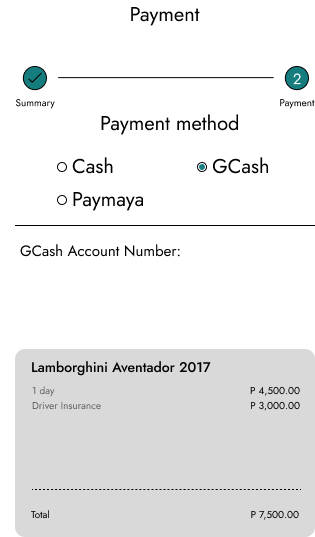 Payment
2
Summary
Payment
Payment method
Cash
GCash
Paymaya
GCash Account Number:
Lamborghini Aventador 2017
1 day P 4,500.00
Driver Insurance P 3,000.00
Total P 7,500.00